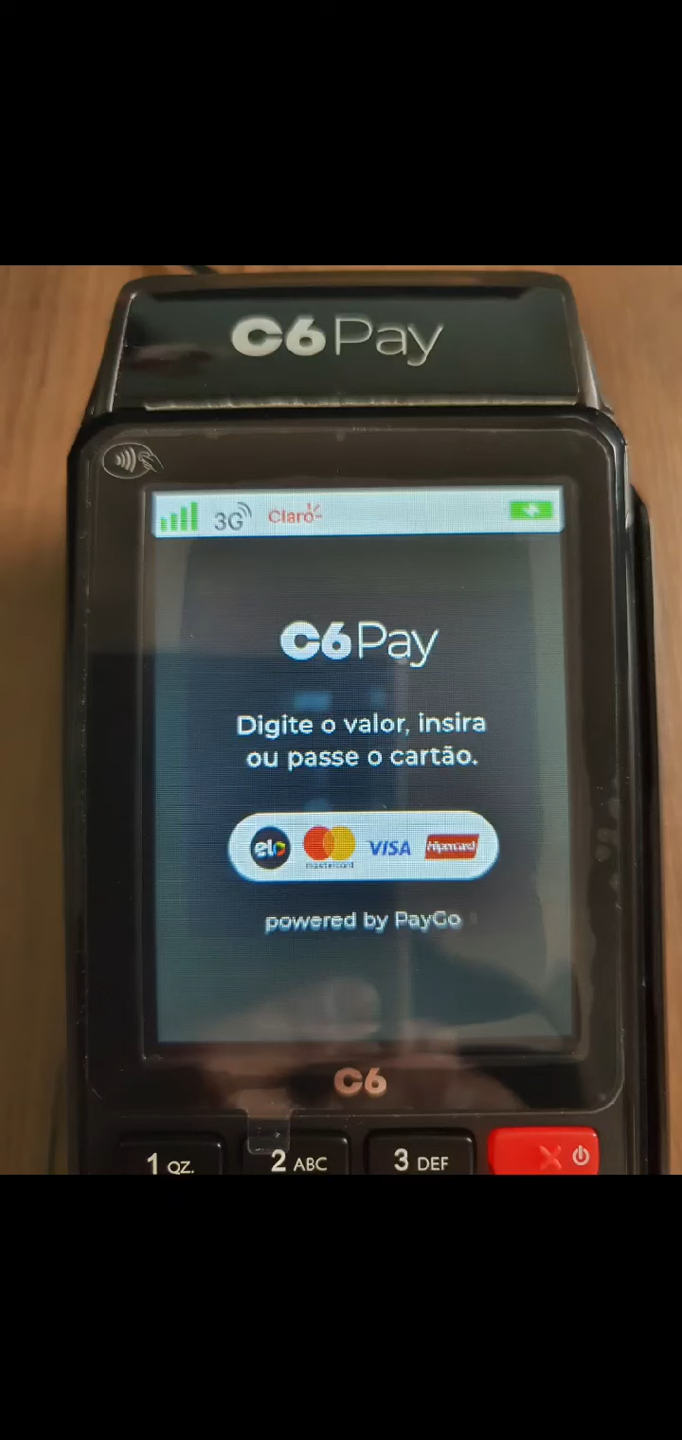 C6 Pay
3G Claro
C6 Pay
Digite o valor, insira
ou passe o cartão.
elo mastercard VISA Hipercard
powered by PayGo
C6
1 QZ. 2 ABC 3 DEF X